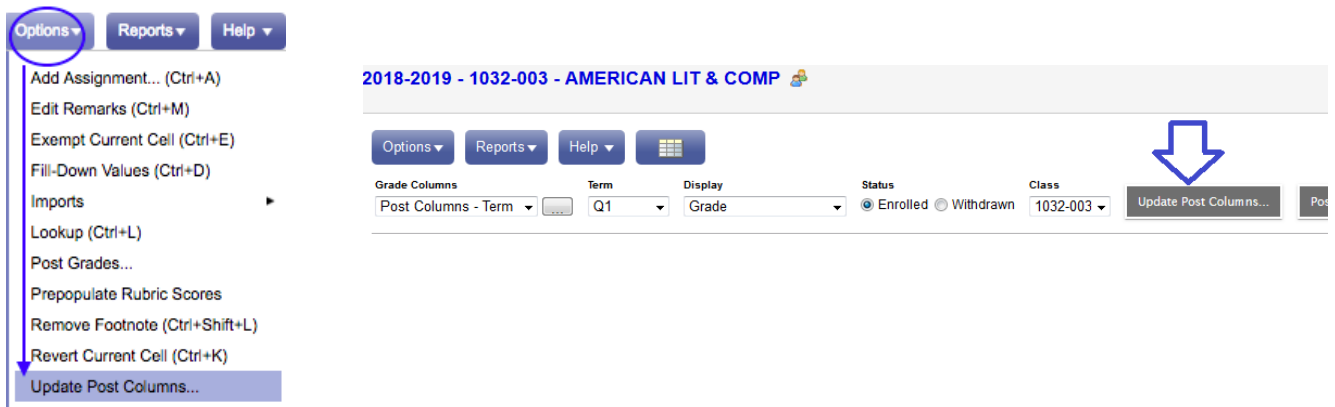 Options Reports Help
Add Assignment... (Ctrl+A)
Edit Remarks (Ctrl+M)
Exempt Current Cell (Ctrl+E)
Fill-Down Values (Ctrl+D)
Imports
Lookup (Ctrl+L)
Post Grades...
Prepopulate Rubric Scores
Remove Footnote (Ctrl+Shift+L)
Revert Current Cell (Ctrl+K)
Update Post Columns...
2018-2019 - 1032-003 - AMERICAN LIT & COMP
Options Reports Help
Grade Columns Term Display Status Class
Post Columns - Term ... Q1 Grade Enrolled Withdrawn 1032-003 Update Post Columns... Pos